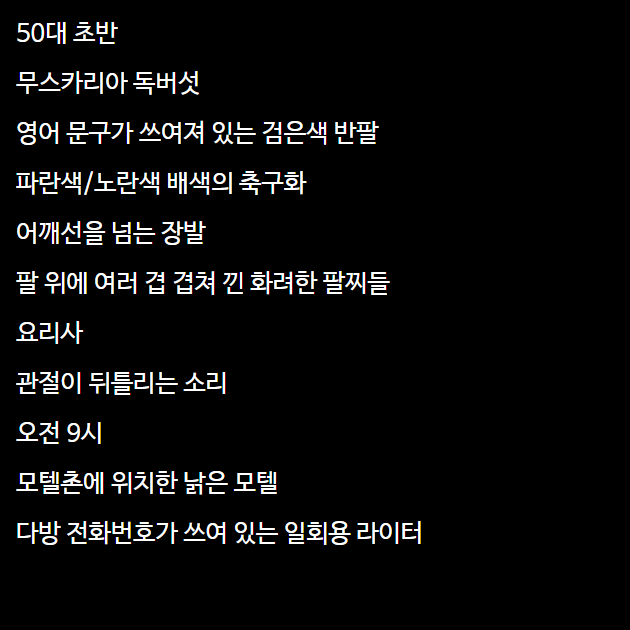 50대 초반
무스카리아 독버섯
영어 문구가 쓰여져 있는 검은색 반팔
파란색/노란색 배색의 축구화
어깨선을 넘는 장발
팔 위에 여러 겹 겹쳐 낀 화려한 팔찌들
요리사
관절이 뒤틀리는 소리
오전 9시
모텔촌에 위치한 낡은 모텔
다방 전화번호가 쓰여 있는 일회용 라이터